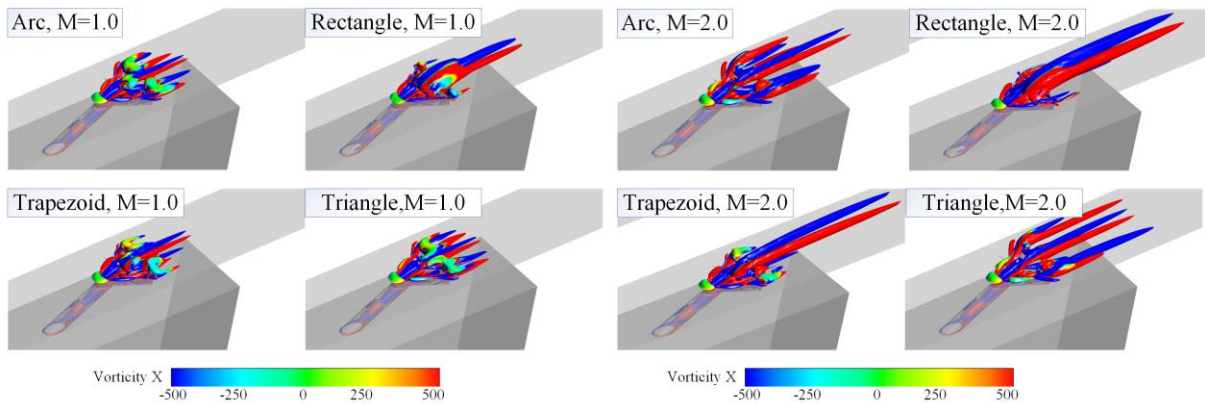 Arc, M=1.0
Rectangle, M=1.0
Arc, M=2.0
Rectangle, M=2.0
Trapezoid, M=1.0
Triangle,M=1.0
Trapezoid, M=2.0
Triangle,M=2.0
Vorticity X
-500 -250 0 250 500
Vorticity X
-500 -250 0 250 500